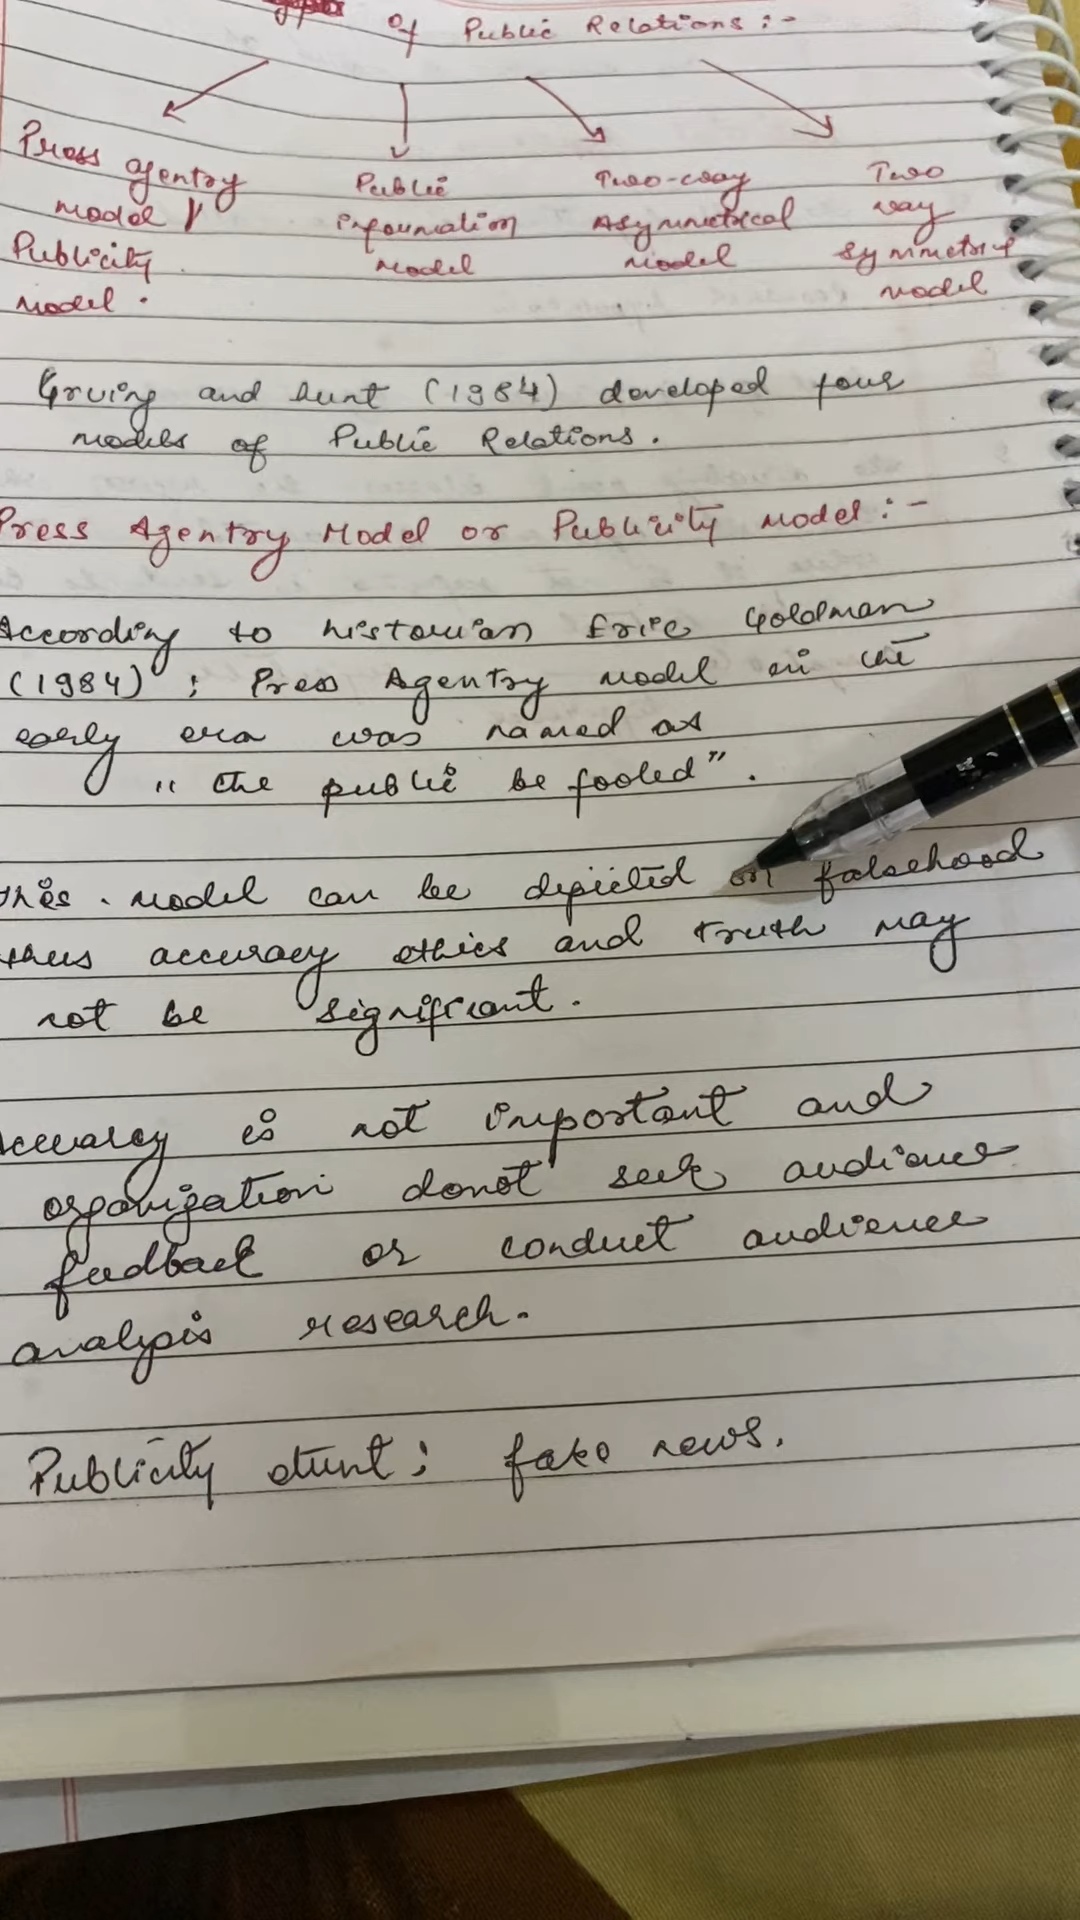 of Public Relations :-
Press agentry
model /
Publicity
model .
Public
information
model
Two-way
Asymmetrical
model
Two
way
Symmetric
model
Gruing and hunt (1984) developed four
models of Public Relations .
Press Agentry Model or Publicity model :-
According to historian Eric Goldman
(1984) ; Press Agentry model in the
early era was named as
" the public be fooled" .
this . model can be depicted on falsehood
thus accuracy ethics and truth may
not be significant .
Accuracy is not important and
organization donot seek audience
feedback or conduct audience
analysis research .
Publicity stunt : fake news .